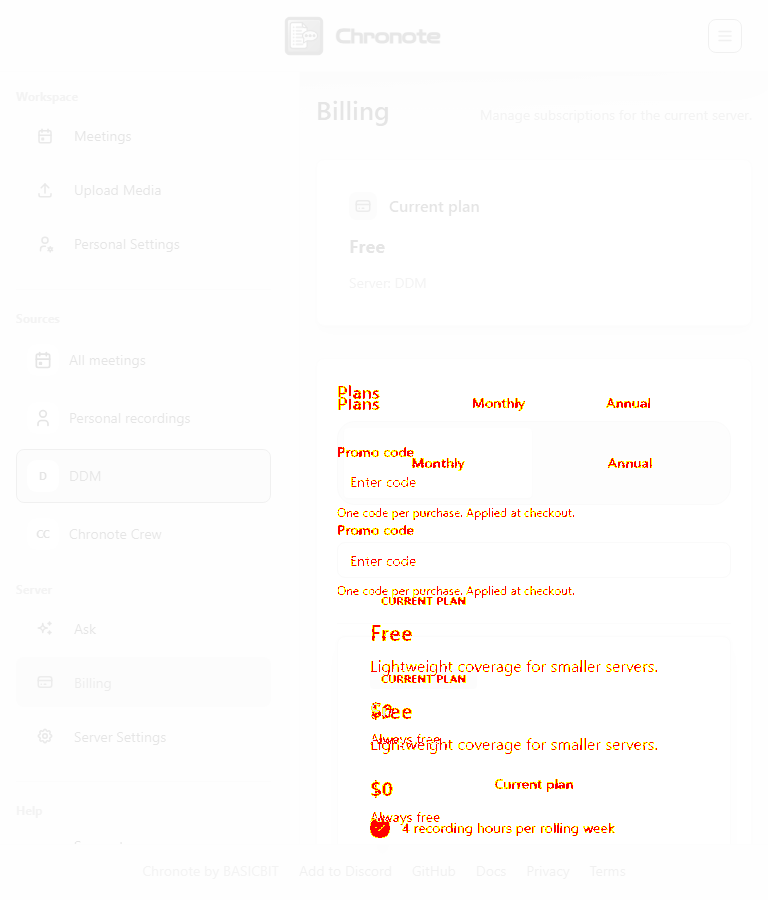 Chronote
Workspace
Billing
Manage subscriptions for the current server.
Meetings
Upload Media
Current plan
Personal Settings
Free
Server: DDM
Sources
All meetings
Plans
Plans
Monthly
Annual
Personal recordings
Promo code
Monthly
Annual
D
DDM
Enter code
One code per purchase. Applied at checkout.
CC
Chronote Crew
Promo code
Enter code
Server
One code per purchase. Applied at checkout.
CURRENT PLAN
Ask
Free
Lightweight coverage for smaller servers.
Billing
CURRENT PLAN
$0
Free
Server Settings
Always free
Lightweight coverage for smaller servers.
$0
Current plan
Help
Always free
4 recording hours per rolling week
Chronote by BASICBIT
Add to Discord
GitHub
Docs
Privacy
Terms